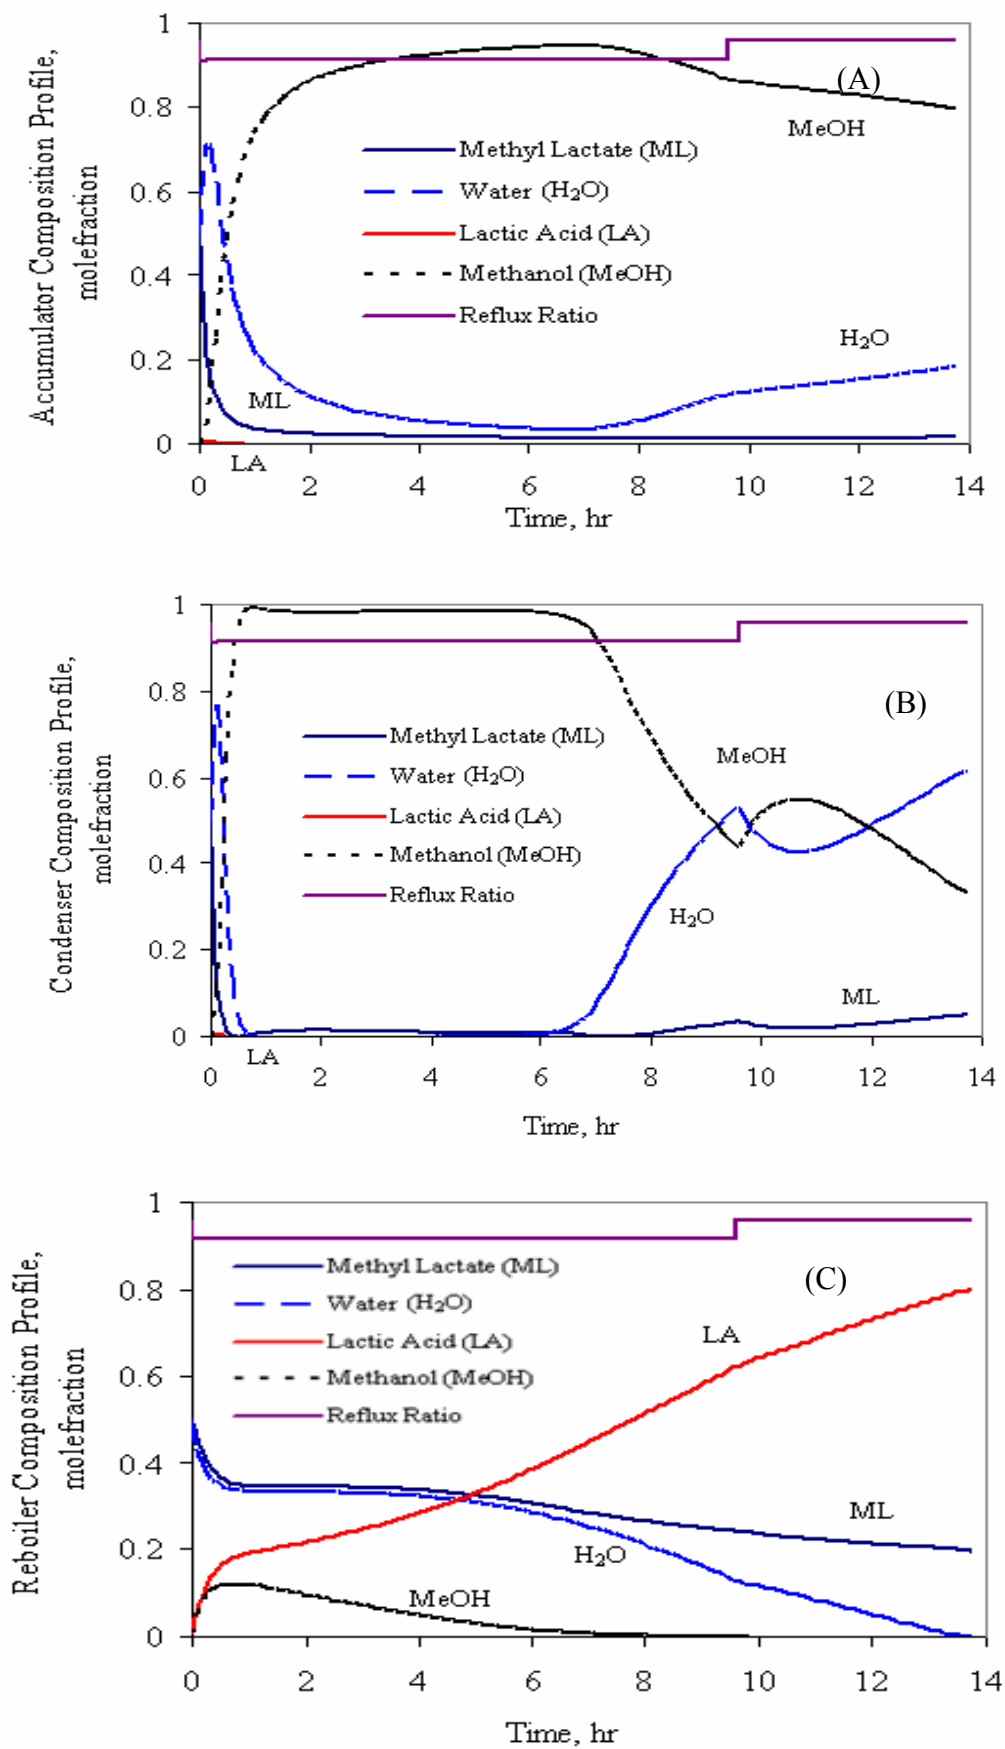 Accumulator Composition Profile,
molefraction
1
0.8
0.6
0.4
0.2
0
(A)
MeOH
Methyl Lactate (ML)
Water (H₂O)
Lactic Acid (LA)
Methanol (MeOH)
Reflux Ratio
H₂O
ML
LA
0 2 4 6 8 10 12 14
Time, hr
Condenser Composition Profile,
molefraction
1
0.8
0.6
0.4
0.2
0
(B)
Methyl Lactate (ML)
Water (H₂O)
Lactic Acid (LA)
Methanol (MeOH)
Reflux Ratio
MeOH
H₂O
ML
LA
0 2 4 6 8 10 12 14
Time, hr
Reboiler Composition Profile,
molefraction
1
0.8
0.6
0.4
0.2
0
(C)
Methyl Lactate (ML)
Water (H₂O)
Lactic Acid (LA)
Methanol (MeOH)
Reflux Ratio
LA
ML
H₂O
MeOH
0 2 4 6 8 10 12 14
Time, hr